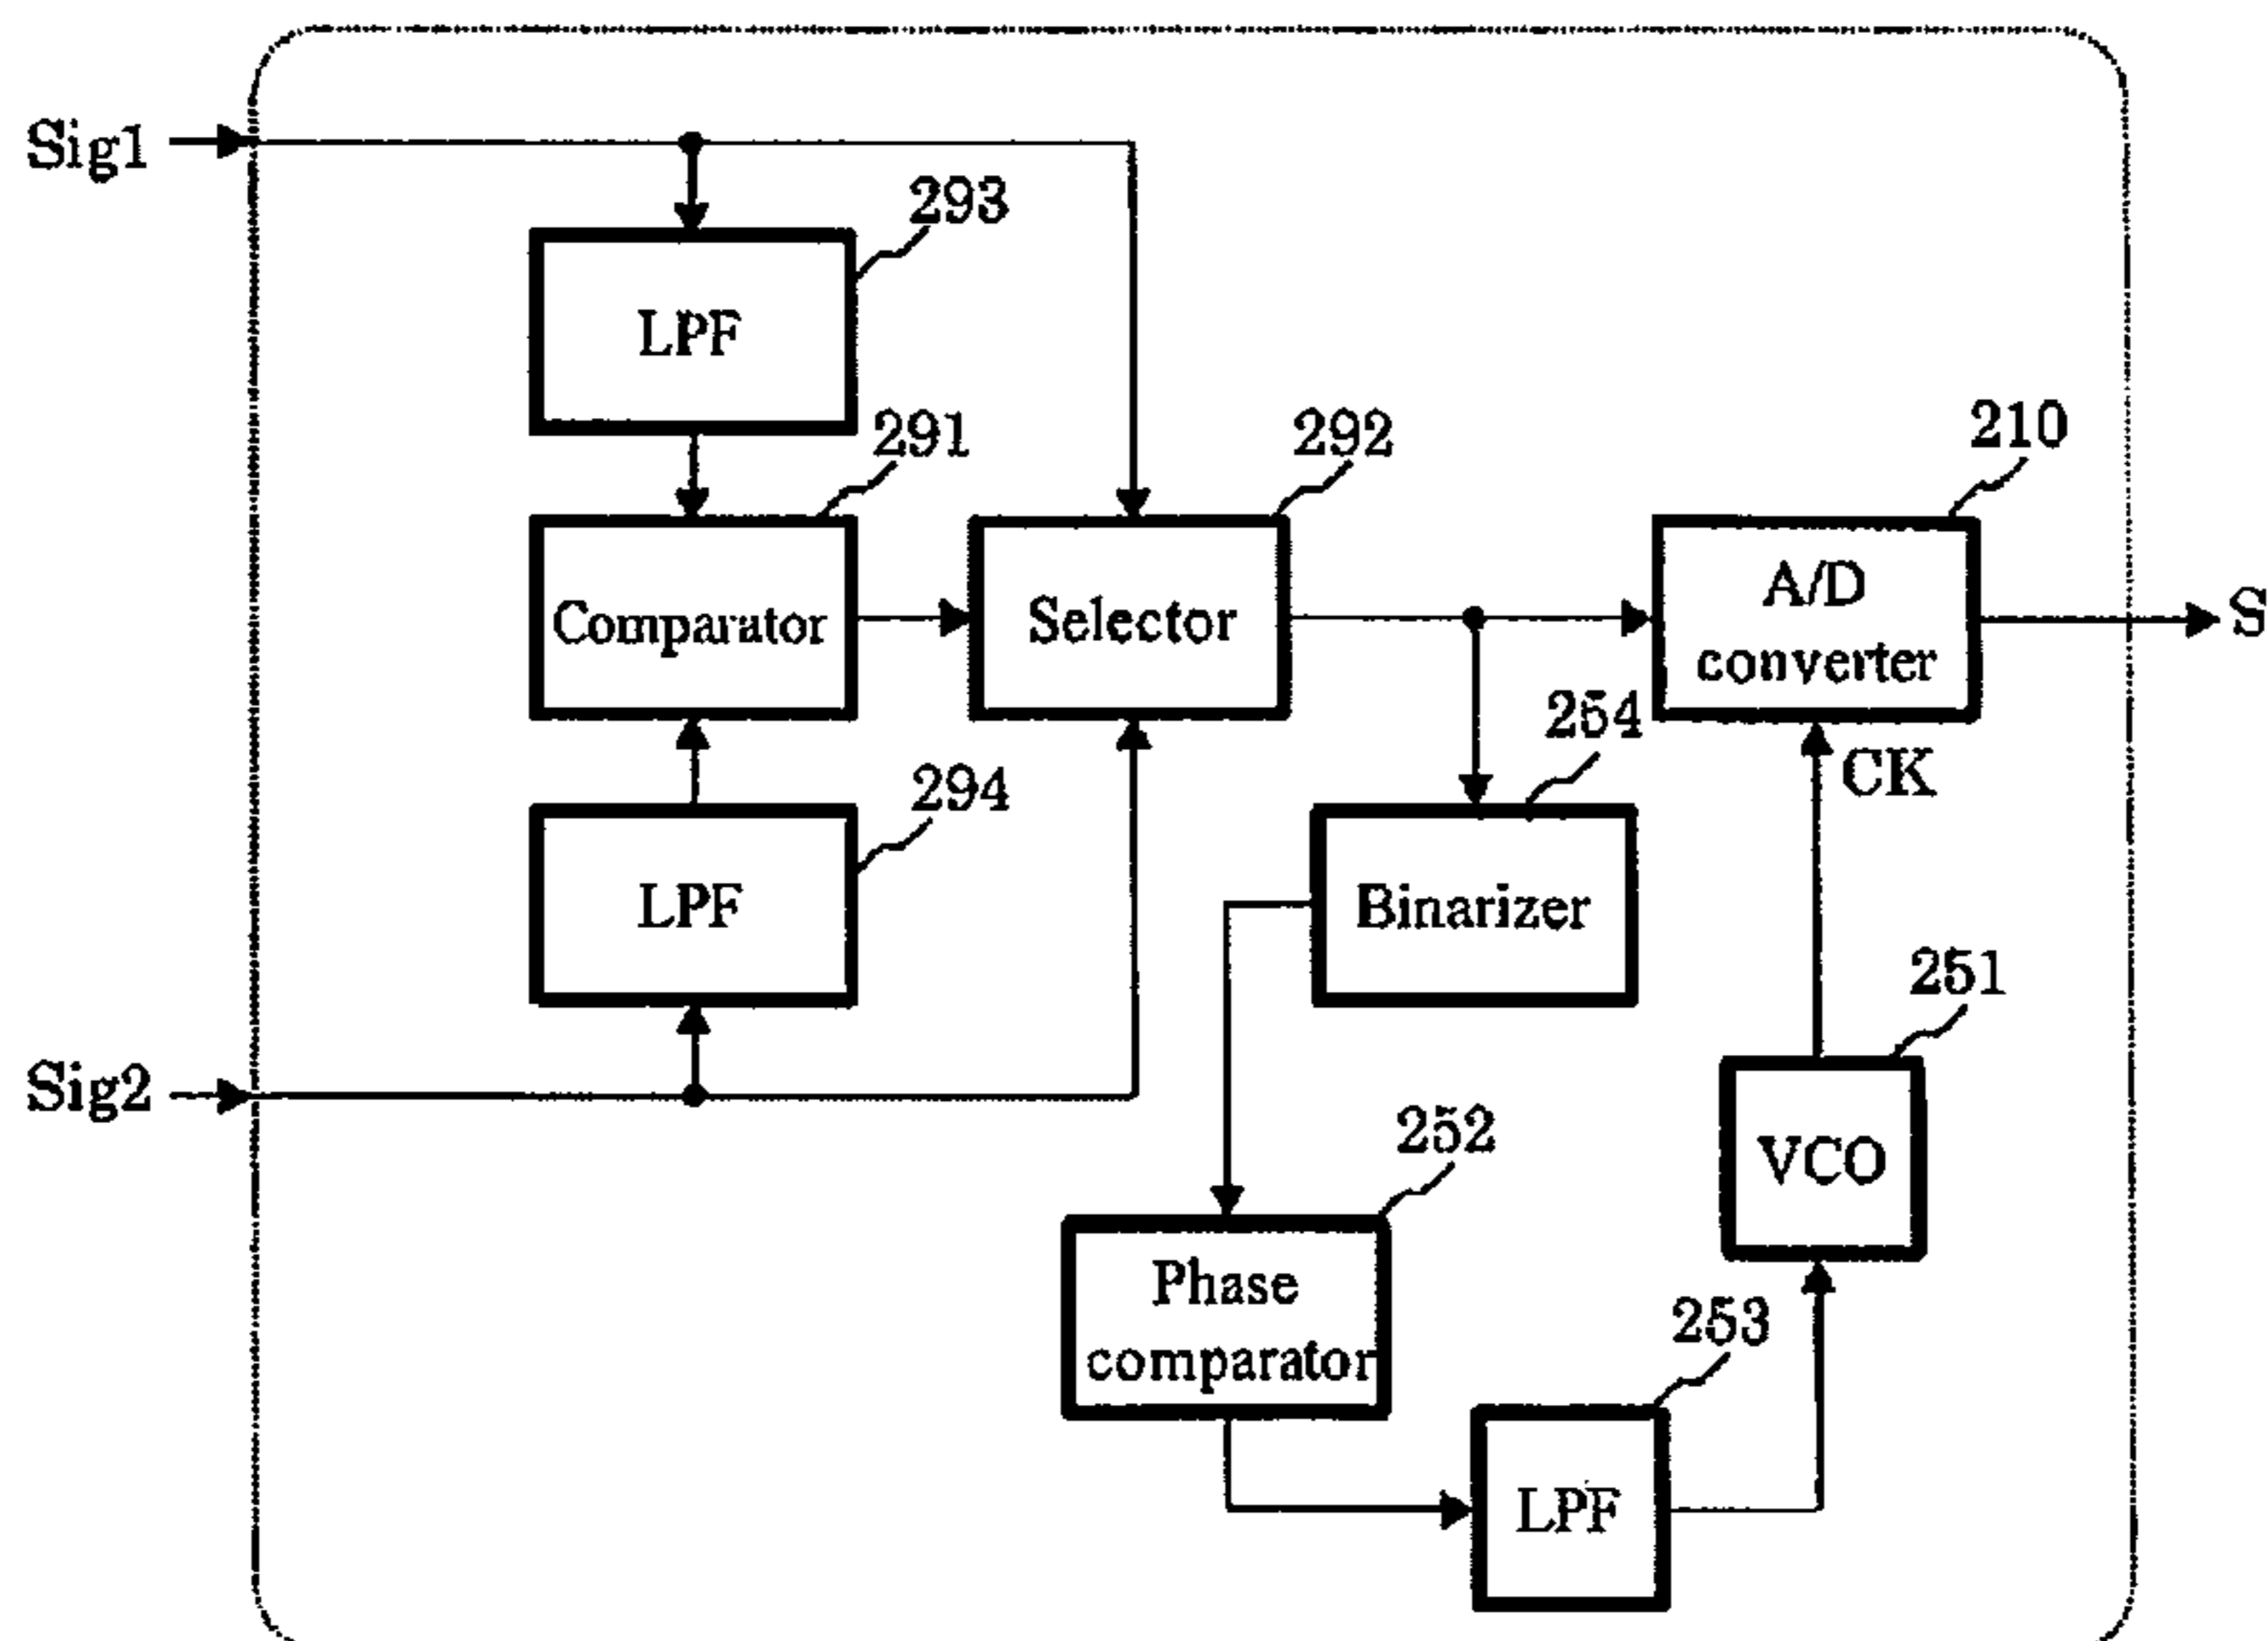 Sig1
293
LPF
291
292
210
Comparator
Selector
A/D
converter
S
254
CK
294
LPF
Binarizer
251
Sig2
252
VCO
Phase
comparator
253
LPF